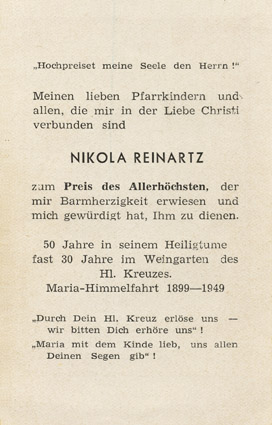 „Hochpreiset meine Seele den Herrn!“
Meinen lieben Pfarrkindern und
allen, die mir in der Liebe Christi
verbunden sind
NIKOLA REINARTZ
zum Preis des Allerhöchsten, der
mir Barmherzigkeit erwiesen und
mich gewürdigt hat, Ihm zu dienen.
50 Jahre in seinem Heiligtume
fast 30 Jahre im Weingarten des
Hl. Kreuzes.
Maria-Himmelfahrt 1899—1949
„Durch Dein Hl. Kreuz erlöse uns —
wir bitten Dich erhöre uns“!
„Maria mit dem Kinde lieb, uns allen
Deinen Segen gib“!